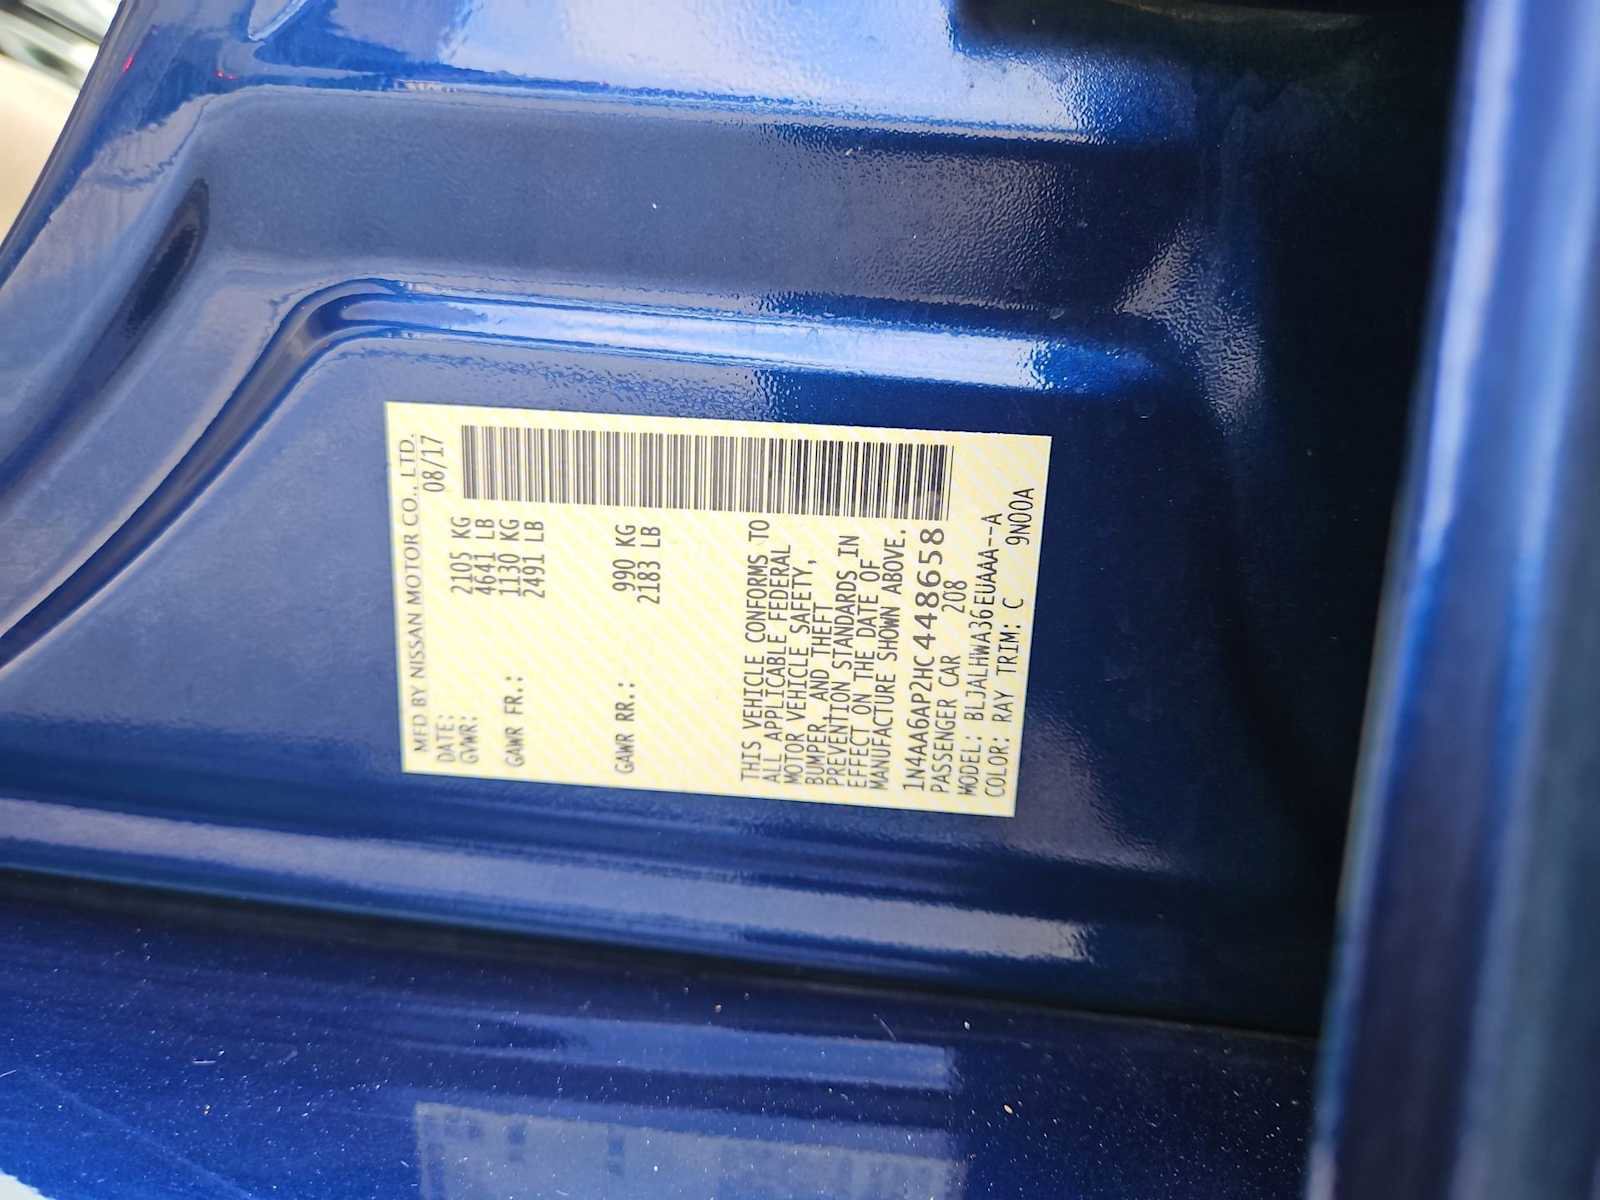 MFD BY NISSAN MOTOR CO., LTD.
DATE: 08/17
GVWR: 2105 KG
4641 LB
GAWR FR.: 1130 KG
2491 LB
GAWR RR.: 990 KG
2183 LB
THIS VEHICLE CONFORMS TO
ALL APPLICABLE FEDERAL
MOTOR VEHICLE SAFETY,
BUMPER, AND THEFT
PREVENTION STANDARDS IN
EFFECT ON THE DATE OF
MANUFACTURE SHOWN ABOVE.
1N4AA6AP2HC448658
PASSENGER CAR 208
MODEL: BLJALHWA36EUAAA--A
COLOR: RAY TRIM: C 9N00A